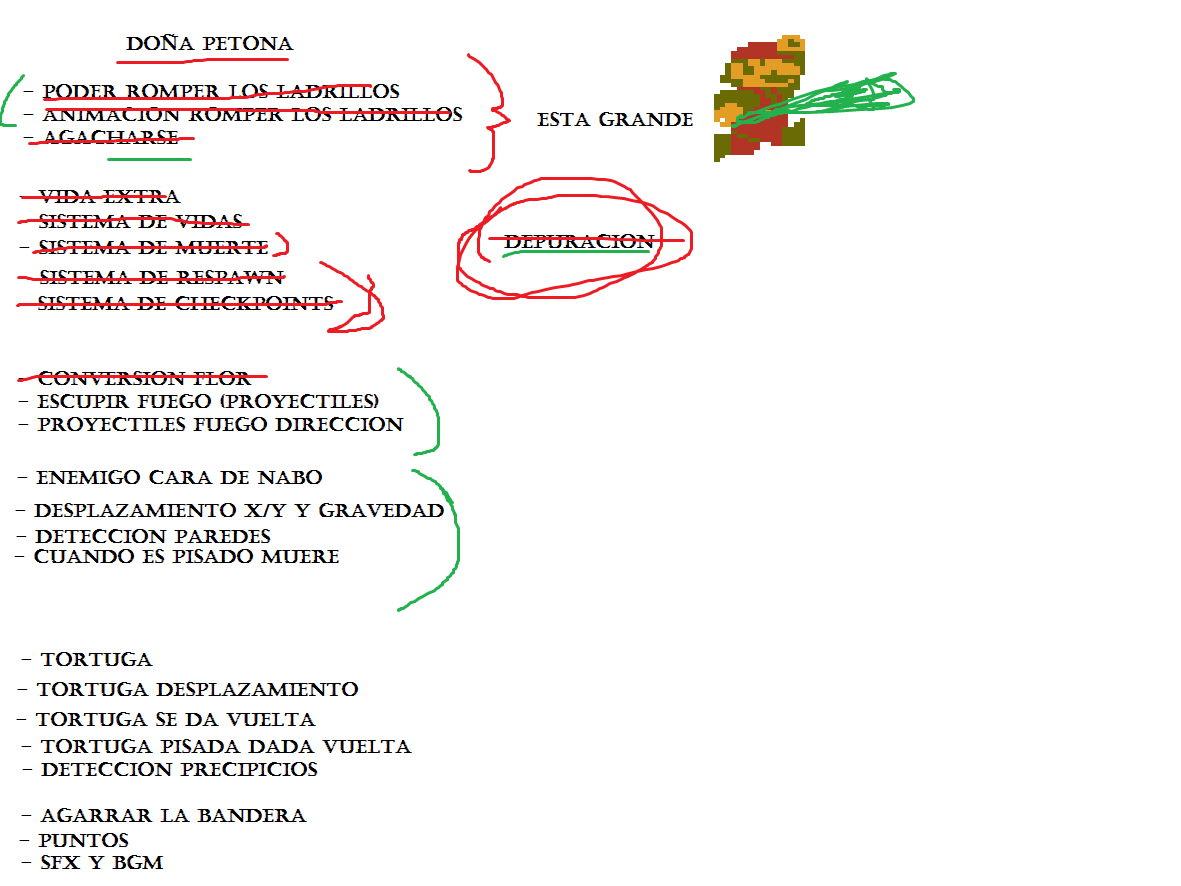 DOÑA PETONA
- PODER ROMPER LOS LADRILLOS
- ANIMACION ROMPER LOS LADRILLOS
- AGACHARSE
ESTA GRANDE
- VIDA EXTRA
- SISTEMA DE VIDAS
- SISTEMA DE MUERTE
- SISTEMA DE RESPAWN
- SISTEMA DE CHECKPOINTS
DEPURACION
- CONVERSION FLOR
- ESCUPIR FUEGO (PROYECTILES)
- PROYECTILES FUEGO DIRECCION
- ENEMIGO CARA DE NABO
- DESPLAZAMIENTO X/Y Y GRAVEDAD
- DETECCION PAREDES
- CUANDO ES PISADO MUERE
- TORTUGA
- TORTUGA DESPLAZAMIENTO
- TORTUGA SE DA VUELTA
- TORTUGA PISADA DADA VUELTA
- DETECCION PRECIPICIOS
- AGARRAR LA BANDERA
- PUNTOS
- SFX Y BGM